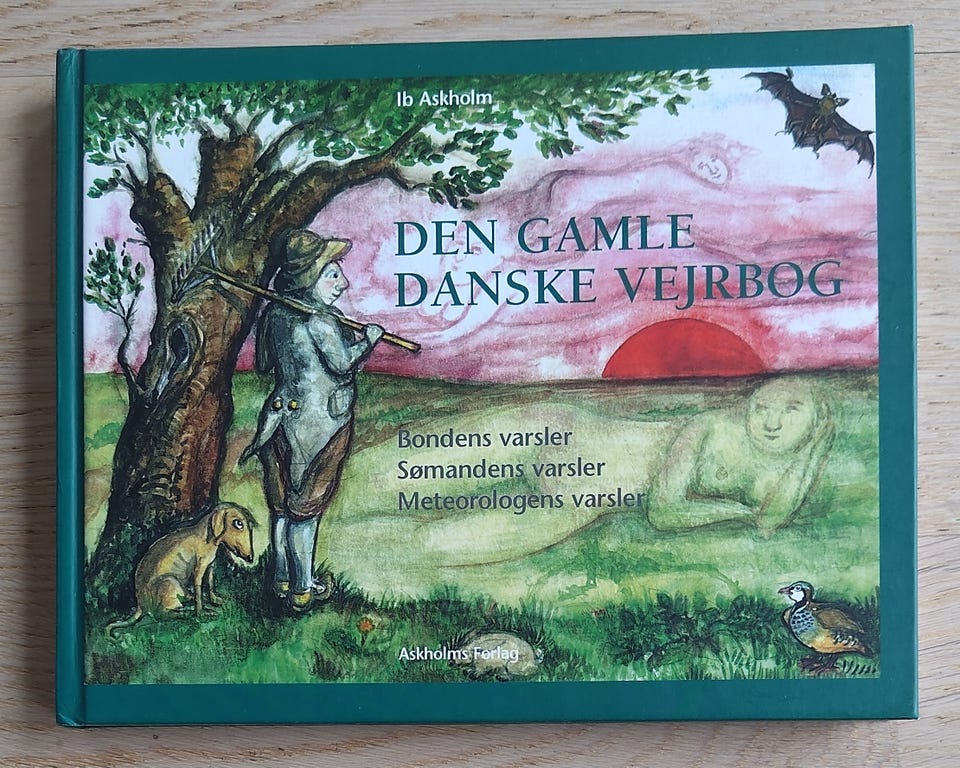 Ib Askholm
DEN GAMLE
DANSKE VEJRBOG
Bondens varsler
Sømandens varsler
Meteorologens varsler
Askholms Forlag